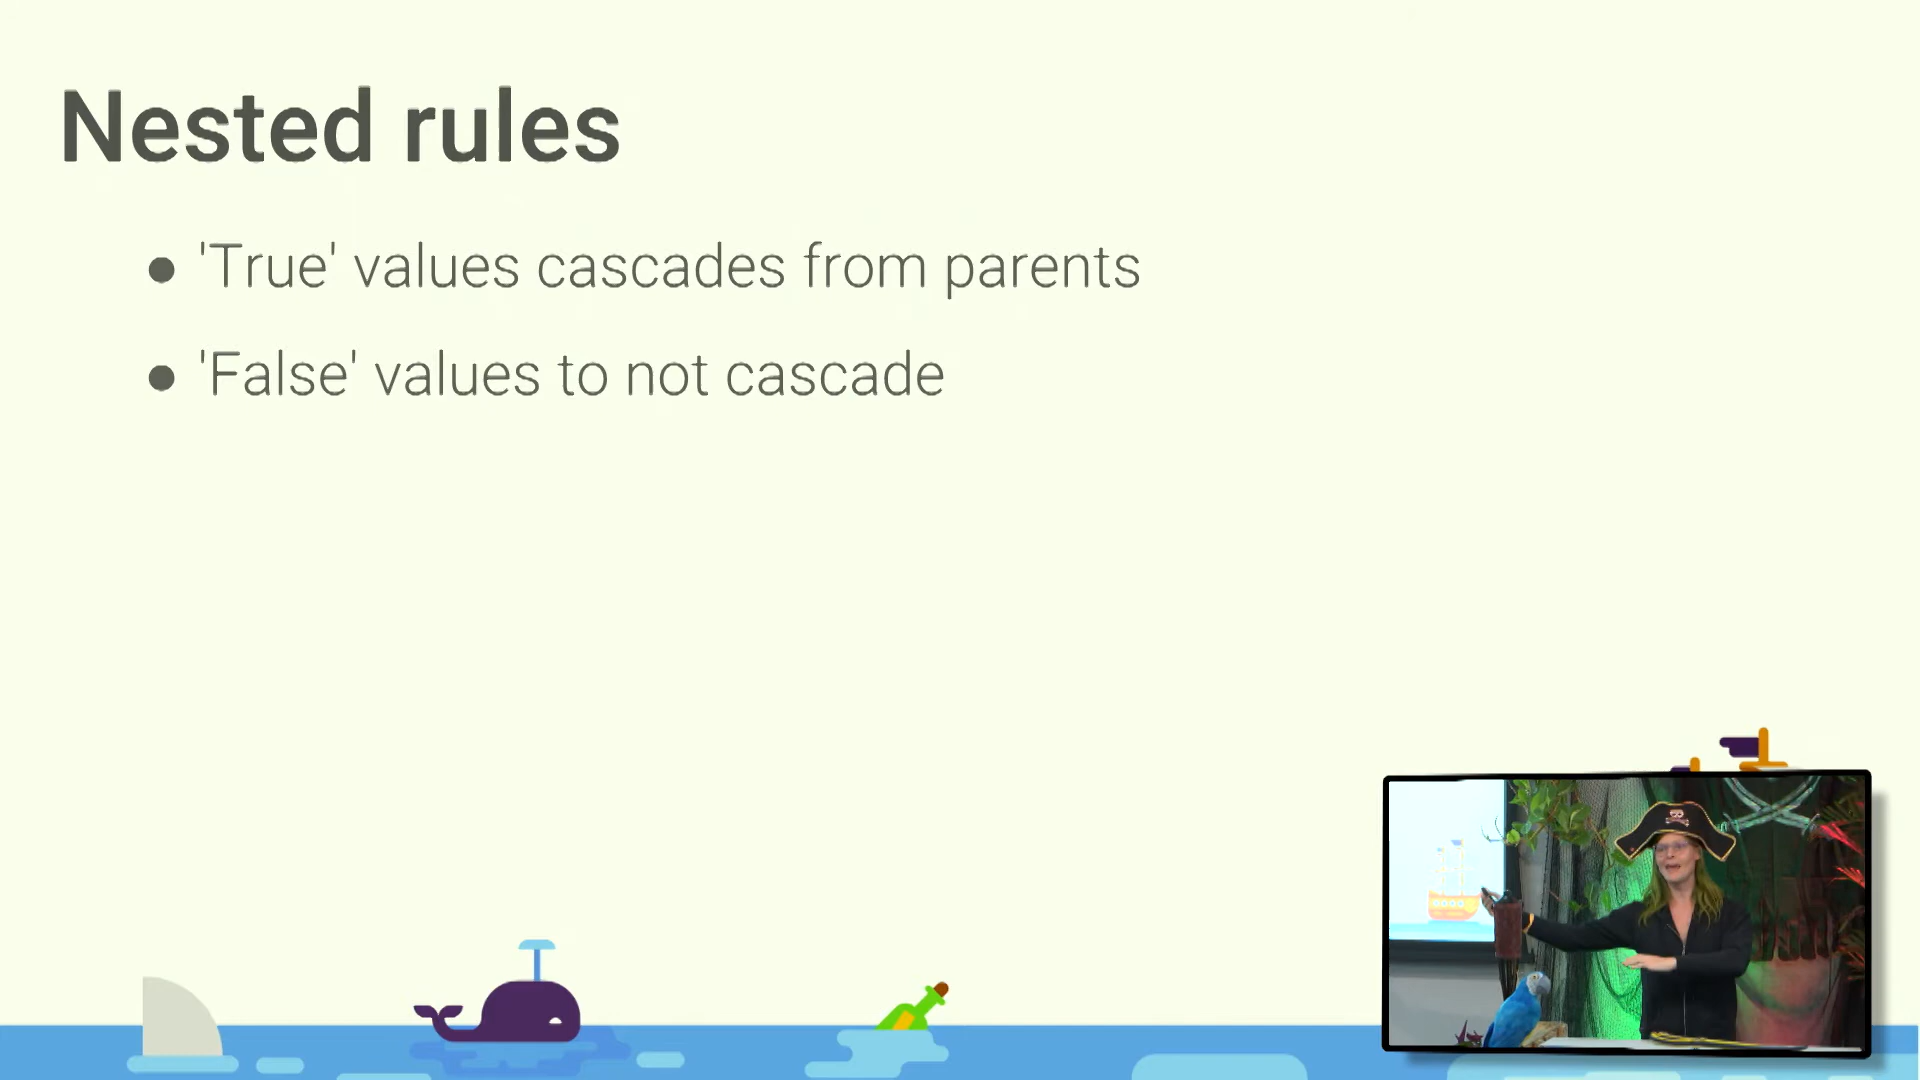 Nested rules
● 'True' values cascades from parents
● 'False' values to not cascade